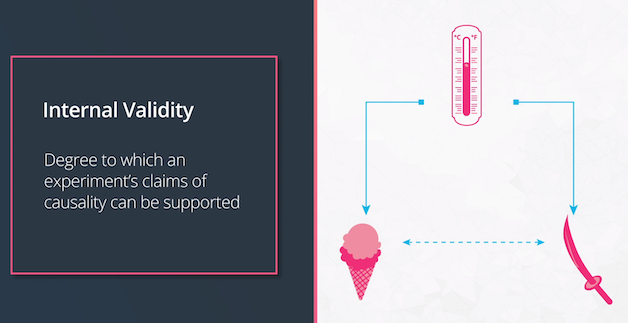 Internal Validity
Degree to which an
experiment's claims of
causality can be supported
°C °F